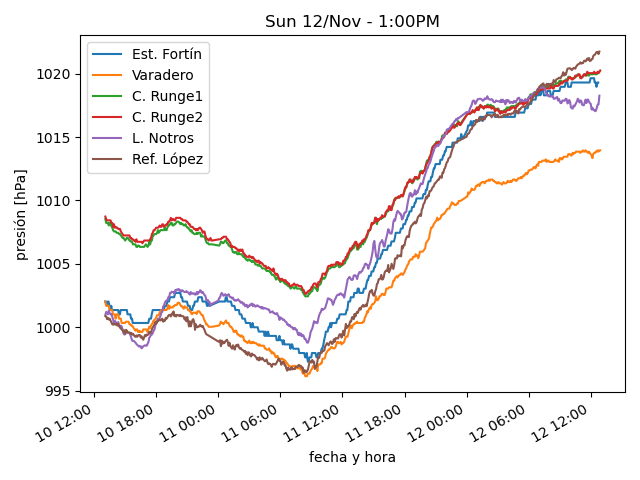 Sun 12/Nov - 1:00PM
Est. Fortín
Varadero
C. Runge1
C. Runge2
L. Notros
Ref. López
presión [hPa]
1020
1015
1010
1005
1000
995
10 12:00
10 18:00
11 00:00
11 06:00
11 12:00
11 18:00
12 00:00
12 06:00
12 12:00
fecha y hora